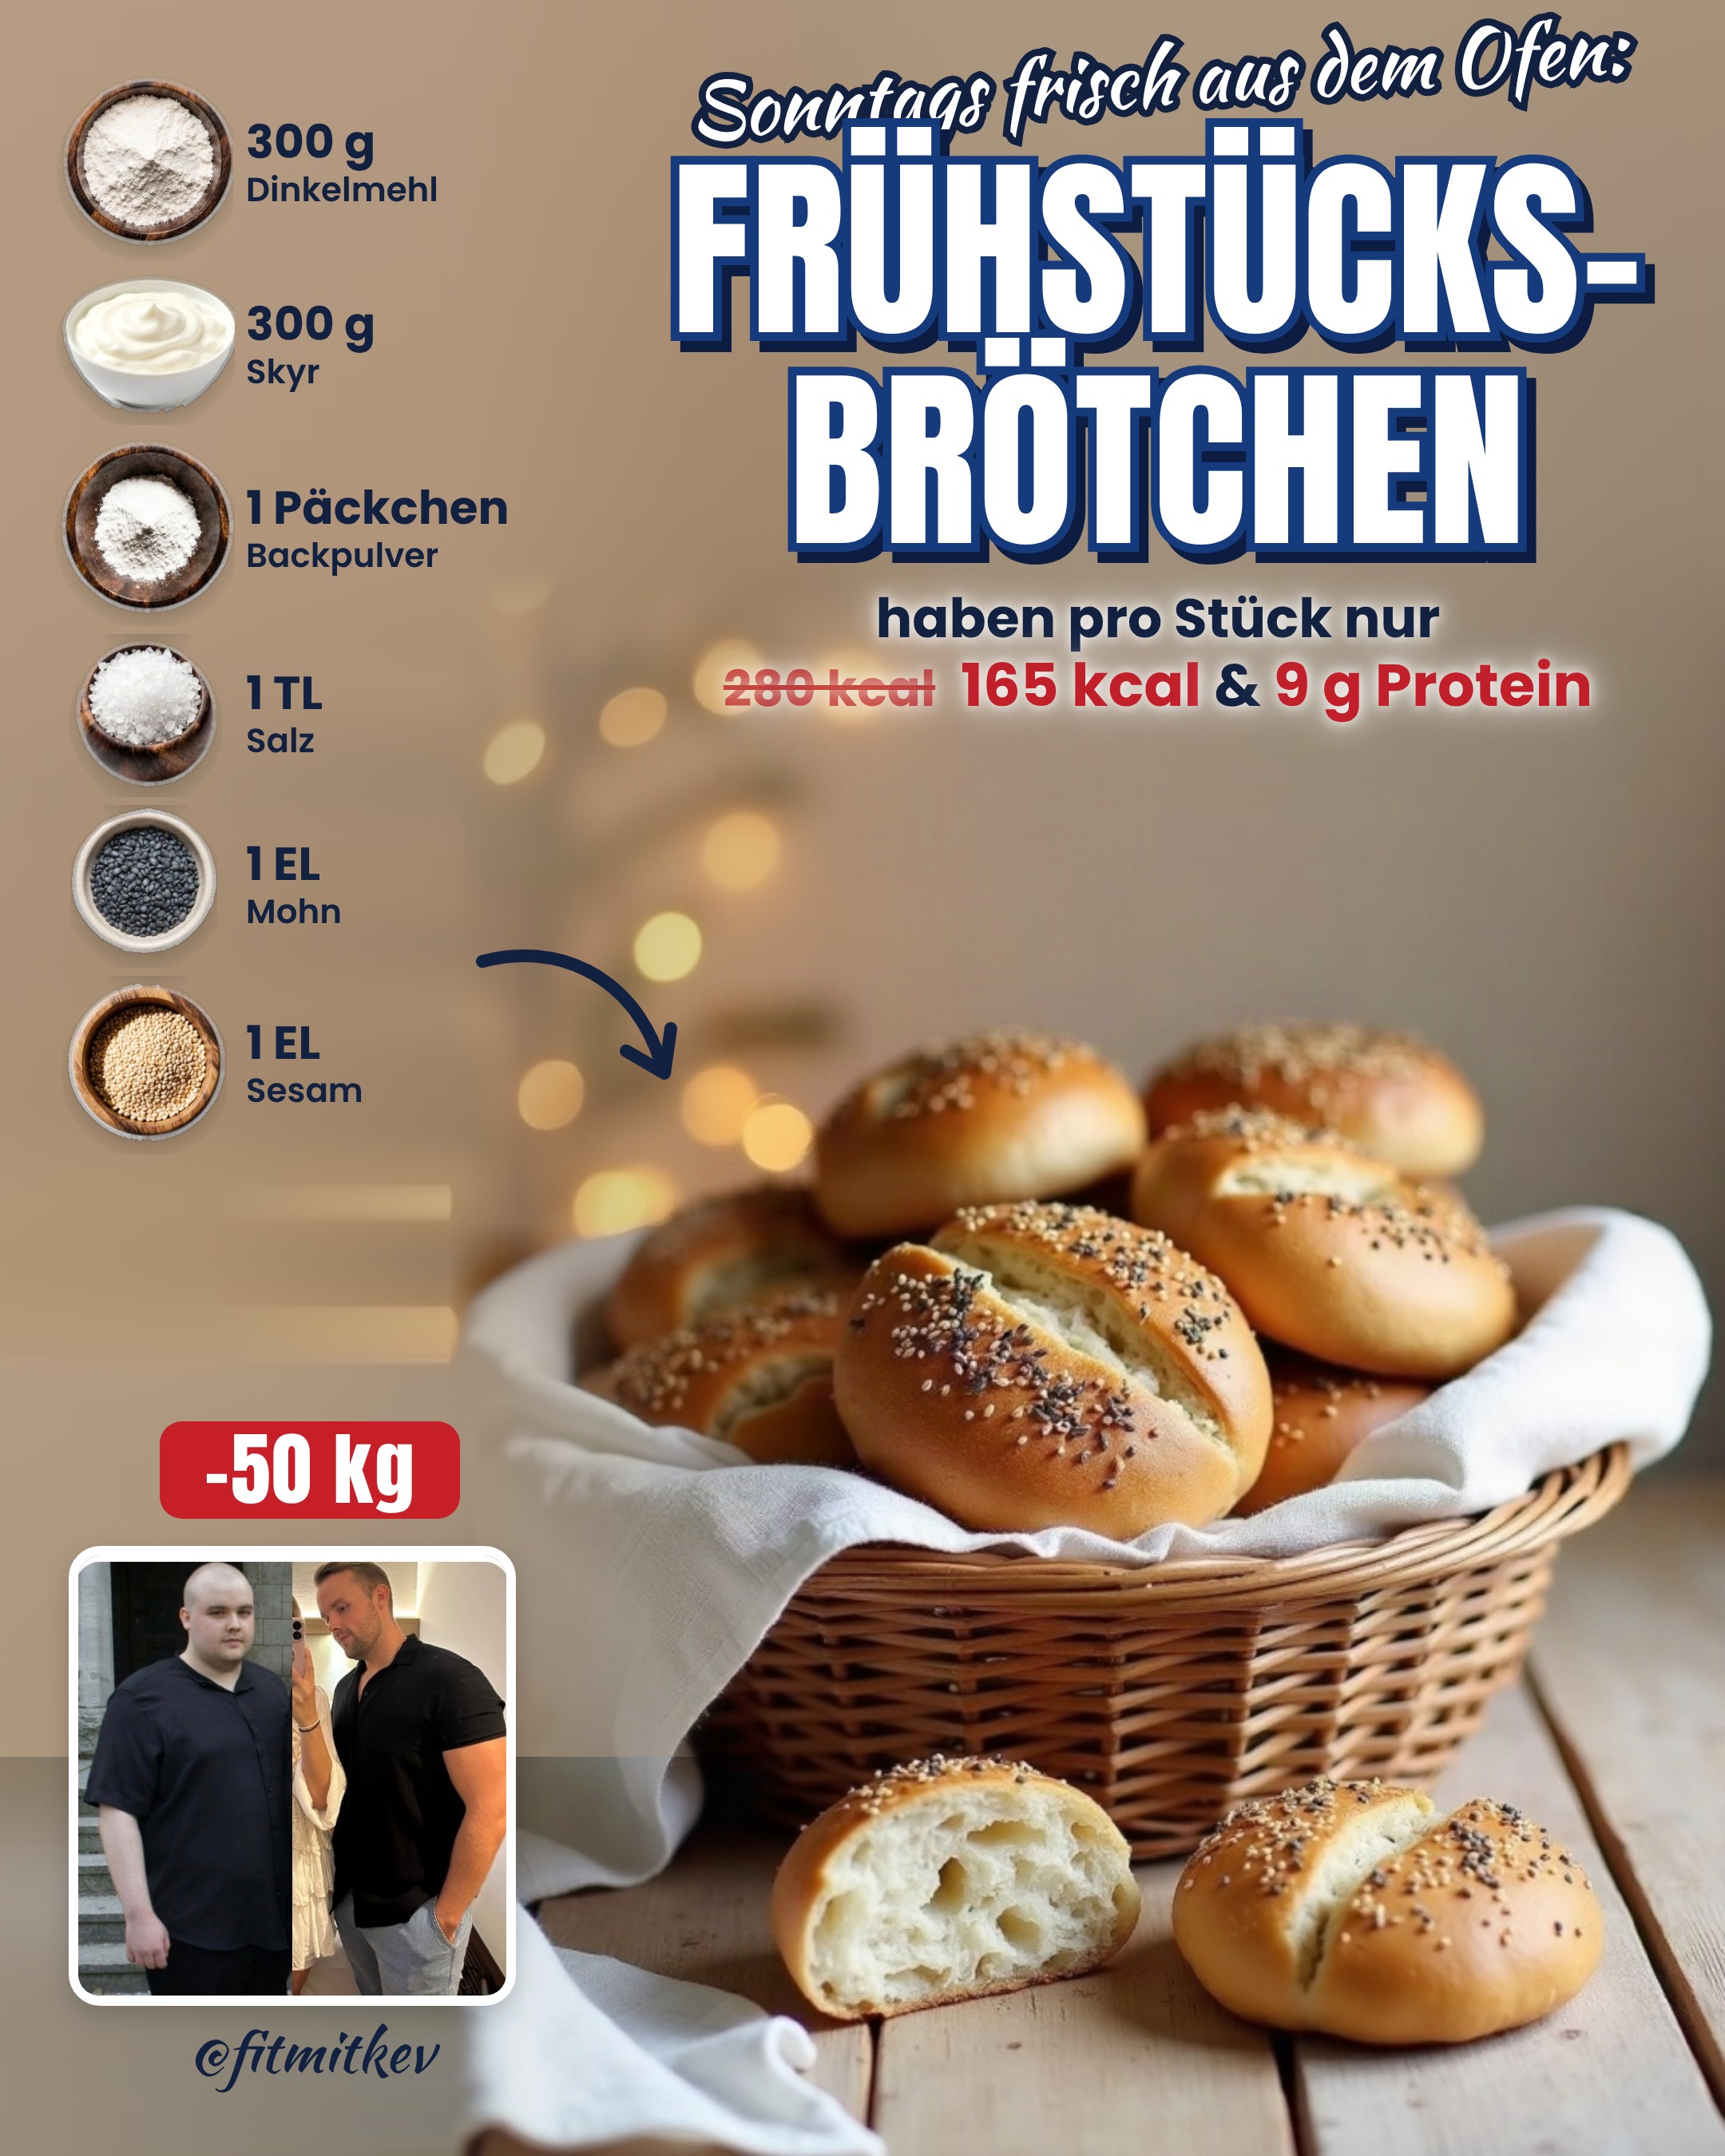 Sonntags frisch aus dem Ofen:
FRÜHSTÜCKS-
BRÖTCHEN
haben pro Stück nur
280 kcal 165 kcal & 9 g Protein
300 g
Dinkelmehl
300 g
Skyr
1 Päckchen
Backpulver
1 TL
Salz
1 EL
Mohn
1 EL
Sesam
-50 kg
@fitmitkev